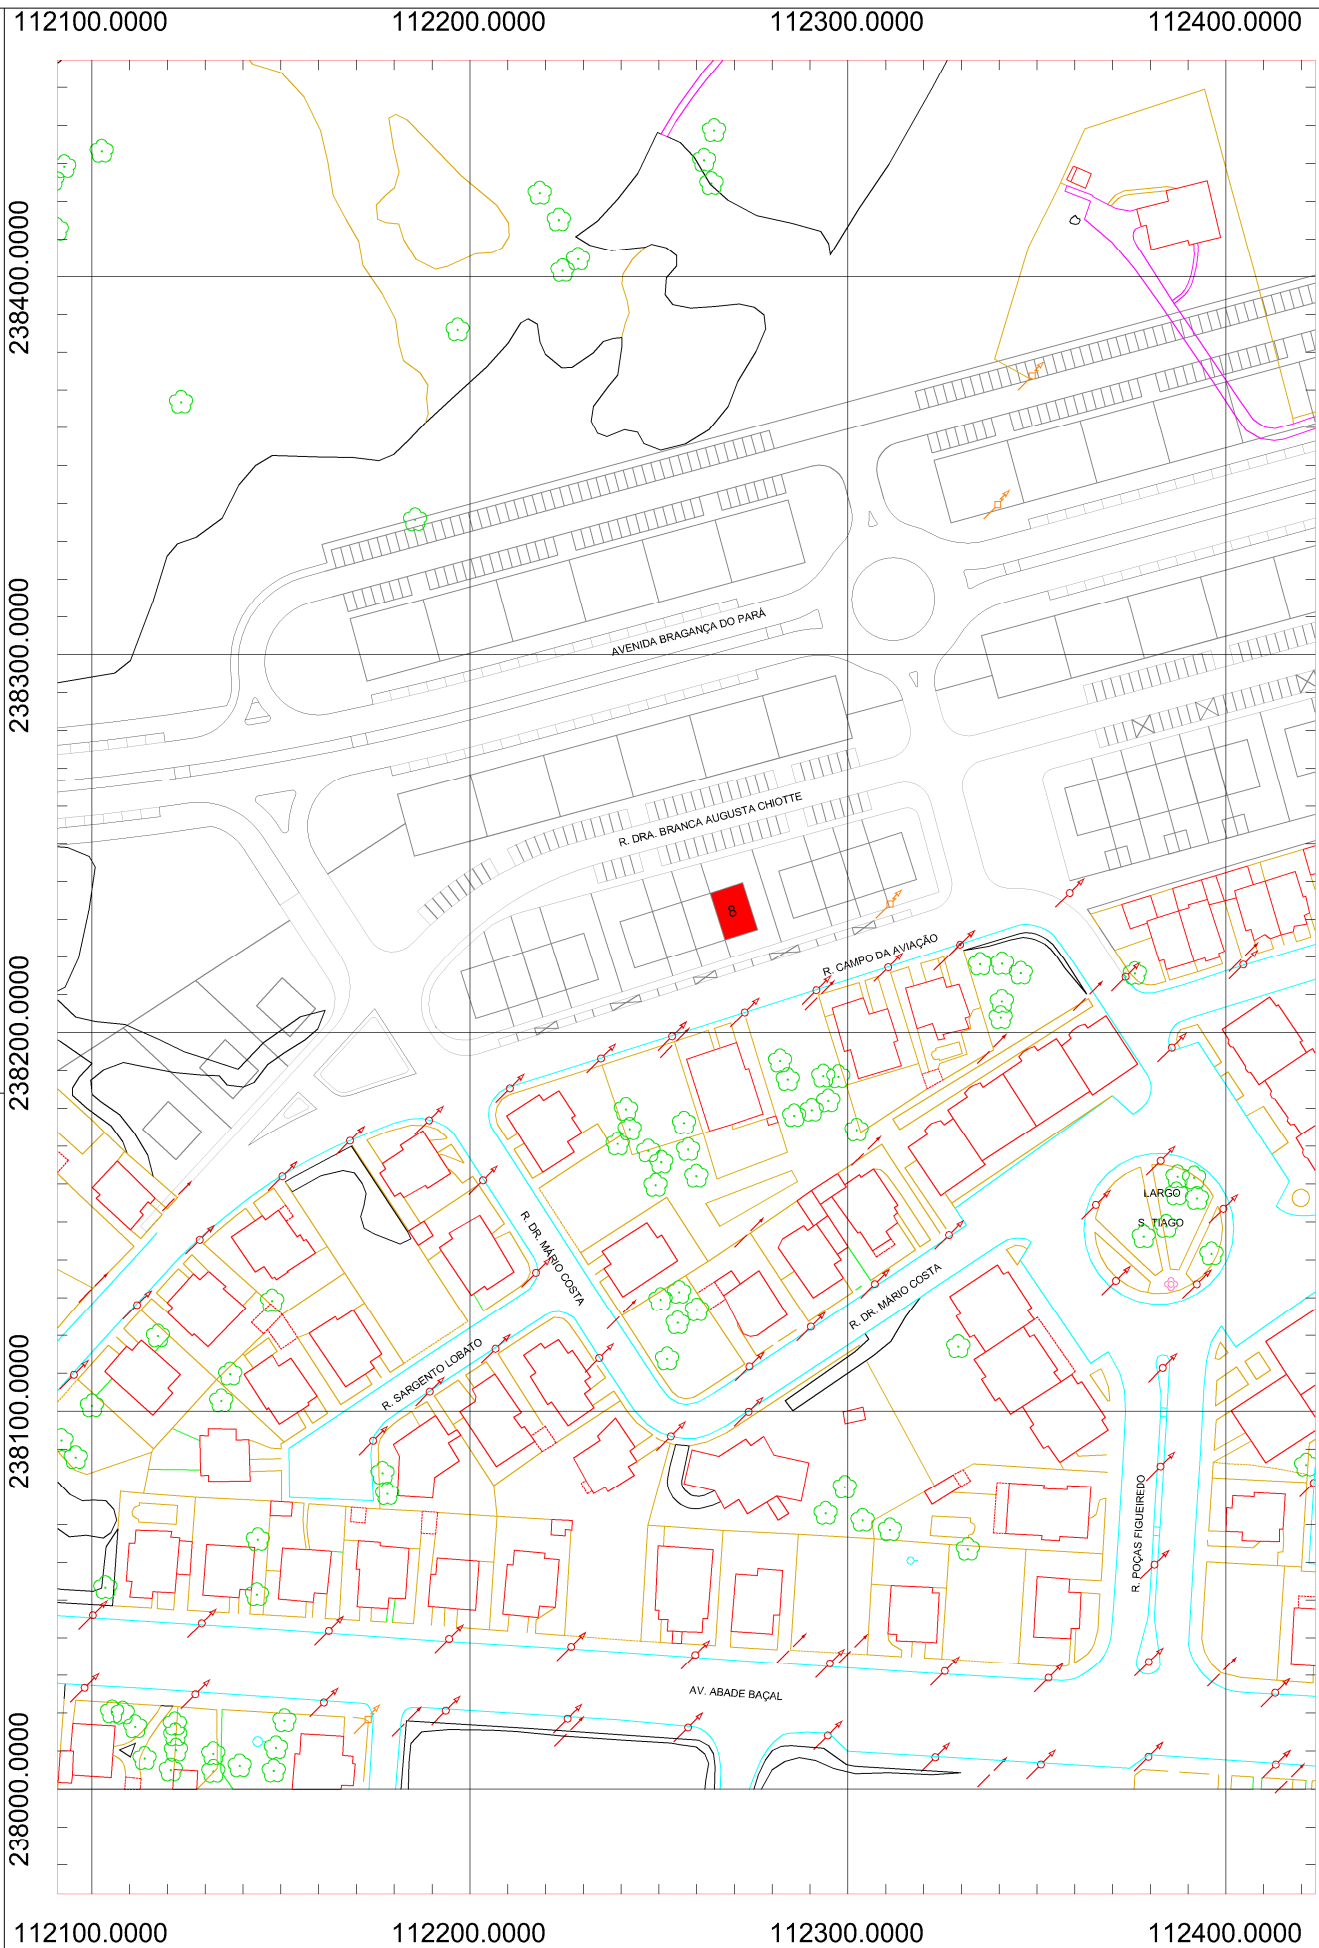 112100.0000 112200.0000 112300.0000 112400.0000
238400.0000
238300.0000
AVENIDA BRAGANÇA DO PARÁ
R. DRA. BRANCA AUGUSTA CHIOTTE
8
R. CAMPO DA AVIAÇÃO
238200.0000
LARGO
S. TIAGO
R. DR. MÁRIO COSTA
R. DR. MÁRIO COSTA
R. SARGENTO LOBATO
238100.0000
R. POÇAS FIGUEIREDO
AV. ABADE BAÇAL
238000.0000
112100.0000 112200.0000 112300.0000 112400.0000